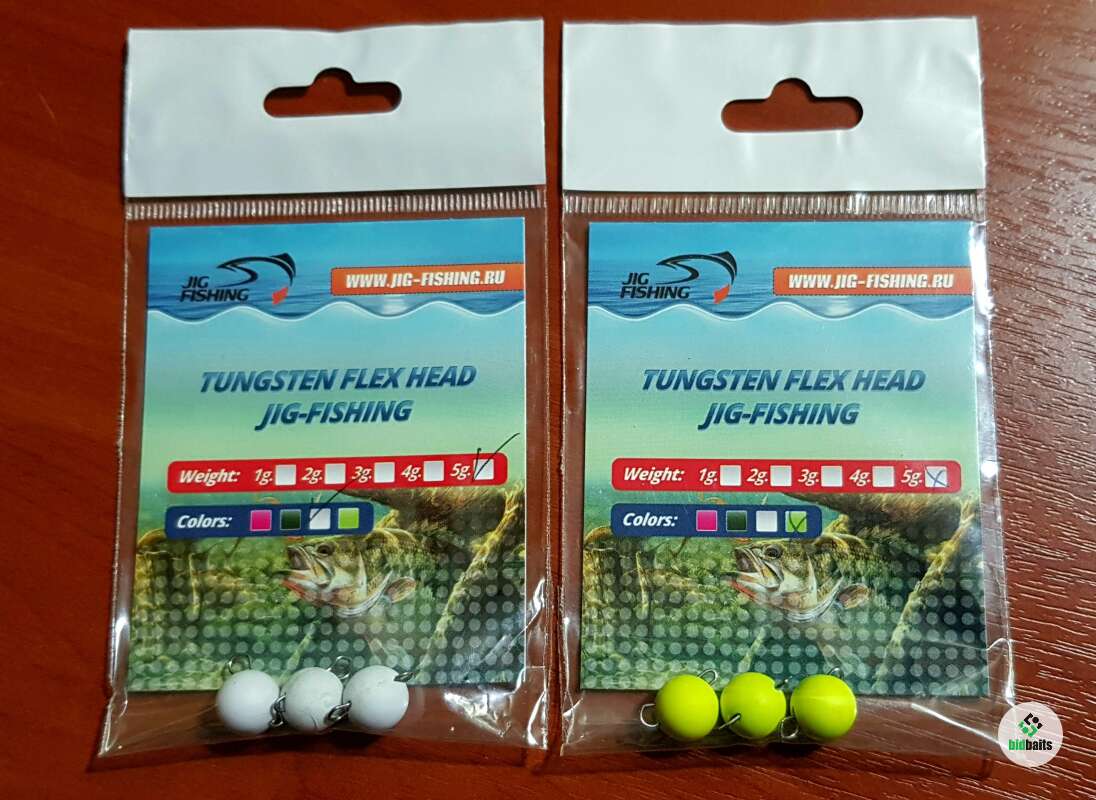 JIG
FISHING
WWW.JIG-FISHING.RU
TUNGSTEN FLEX HEAD
JIG-FISHING
Weight: 1g. 2g. 3g. 4g. 5g.
Colors:
JIG
FISHING
WWW.JIG-FISHING.RU
TUNGSTEN FLEX HEAD
JIG-FISHING
Weight: 1g. 2g. 3g. 4g. 5g.
Colors:
bidbaits